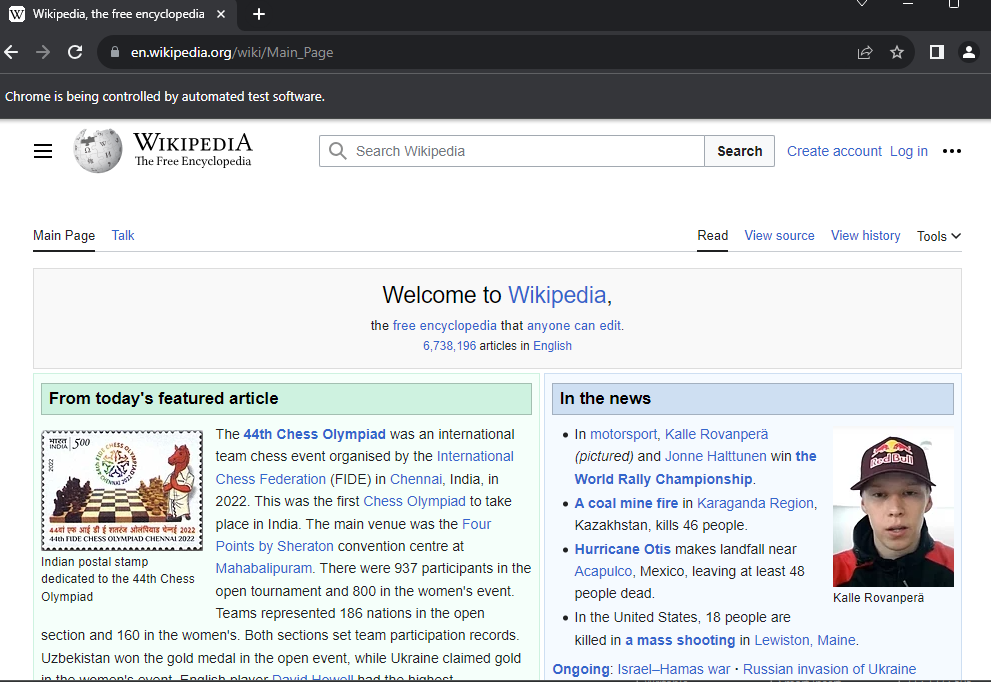 Wikipedia, the free encyclopedia
en.wikipedia.org/wiki/Main_Page
Chrome is being controlled by automated test software.
WIKIPEDIA
The Free Encyclopedia
Search Wikipedia
Search
Create account Log in
Main Page Talk
Read View source View history Tools
Welcome to Wikipedia,
the free encyclopedia that anyone can edit.
6,738,196 articles in English
From today's featured article
भारत INDIA 500
2022
44वां एफ आई डी ई शतरंज ओलंपियाड चेन्नई 2022
44th FIDE CHESS OLYMPIAD CHENNAI 2022
Indian postal stamp
dedicated to the 44th Chess
Olympiad
The 44th Chess Olympiad was an international
team chess event organised by the International
Chess Federation (FIDE) in Chennai, India, in
2022. This was the first Chess Olympiad to take
place in India. The main venue was the Four
Points by Sheraton convention centre at
Mahabalipuram. There were 937 participants in the
open tournament and 800 in the women's event.
Teams represented 186 nations in the open
section and 160 in the women's. Both sections set team participation records.
Uzbekistan won the gold medal in the open event, while Ukraine claimed gold
in the women's event. English player David Howell had the highest
In the news
• In motorsport, Kalle Rovanperä
(pictured) and Jonne Halttunen win the
World Rally Championship.
• A coal mine fire in Karaganda Region,
Kazakhstan, kills 46 people.
• Hurricane Otis makes landfall near
Acapulco, Mexico, leaving at least 48
people dead.
• In the United States, 18 people are
killed in a mass shooting in Lewiston, Maine.
Red Bull
Kalle Rovanperä
Ongoing: Israel–Hamas war · Russian invasion of Ukraine